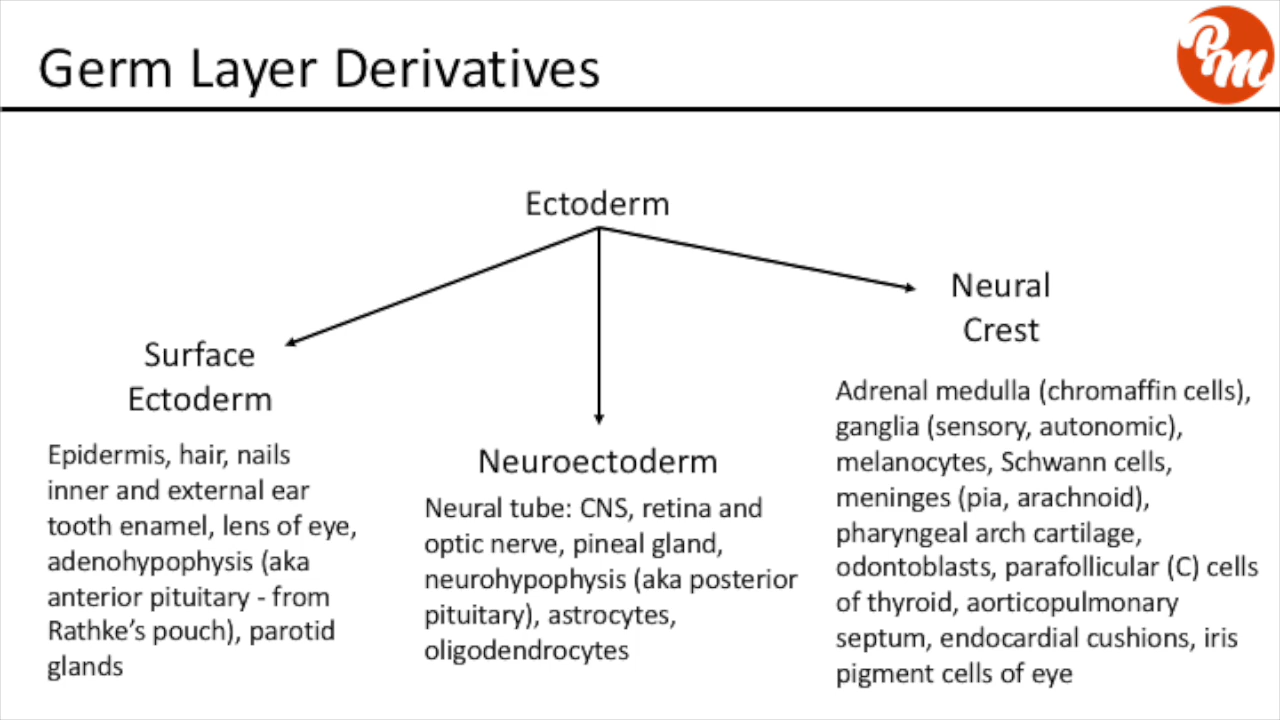 Germ Layer Derivatives
PM
Ectoderm
Surface
Ectoderm
Epidermis, hair, nails
inner and external ear
tooth enamel, lens of eye,
adenohypophysis (aka
anterior pituitary - from
Rathke’s pouch), parotid
glands
Neuroectoderm
Neural tube: CNS, retina and
optic nerve, pineal gland,
neurohypophysis (aka posterior
pituitary), astrocytes,
oligodendrocytes
Neural
Crest
Adrenal medulla (chromaffin cells),
ganglia (sensory, autonomic),
melanocytes, Schwann cells,
meninges (pia, arachnoid),
pharyngeal arch cartilage,
odontoblasts, parafollicular (C) cells
of thyroid, aorticopulmonary
septum, endocardial cushions, iris
pigment cells of eye